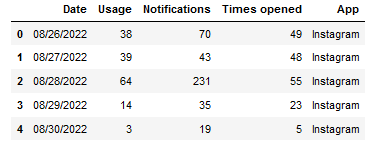 Date Usage Notifications Times opened App
0 08/26/2022 38 70 49 Instagram
1 08/27/2022 39 43 48 Instagram
2 08/28/2022 64 231 55 Instagram
3 08/29/2022 14 35 23 Instagram
4 08/30/2022 3 19 5 Instagram